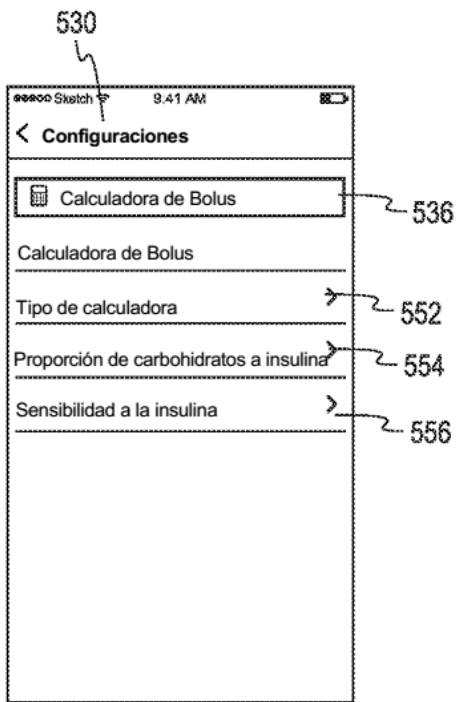 530
Sketch 9:41 AM
< Configuraciones
Calculadora de Bolus
536
Calculadora de Bolus
Tipo de calculadora >
552
Proporción de carbohidratos a insulina >
554
Sensibilidad a la insulina >
556